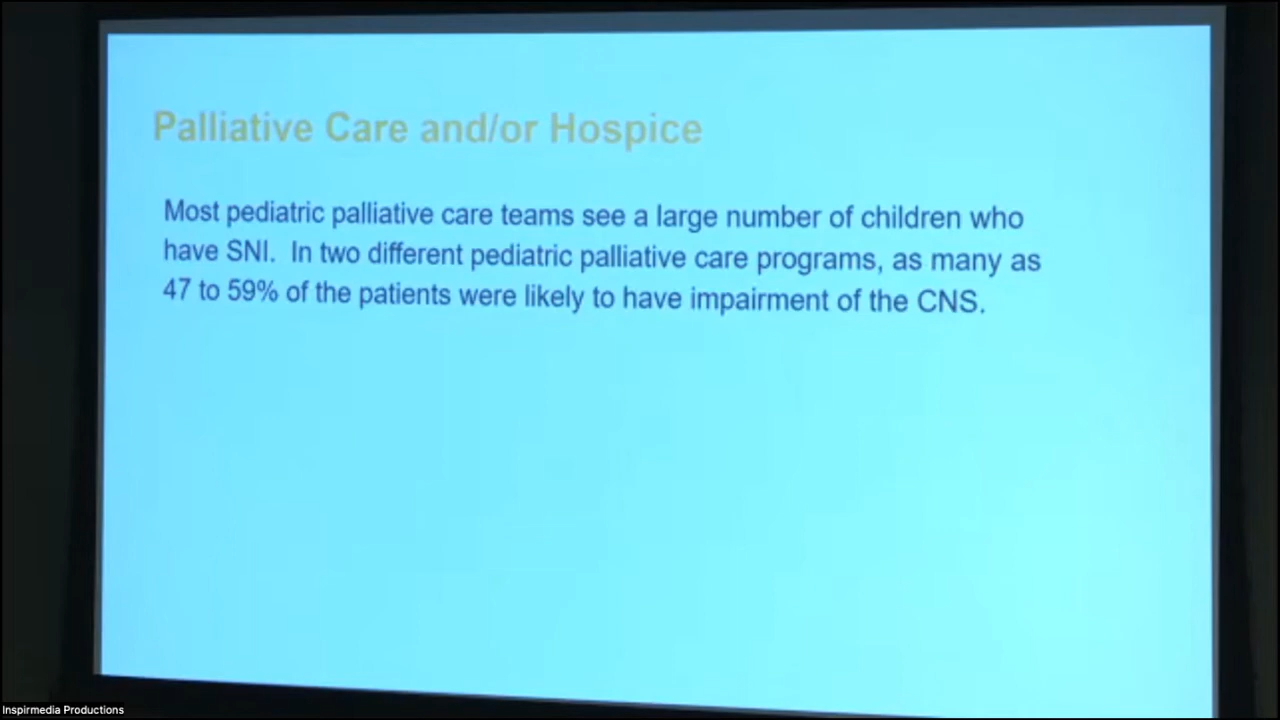 Palliative Care and/or Hospice
Most pediatric palliative care teams see a large number of children who
have SNI.  In two different pediatric palliative care programs, as many as
47 to 59% of the patients were likely to have impairment of the CNS.
Inspirmedia Productions